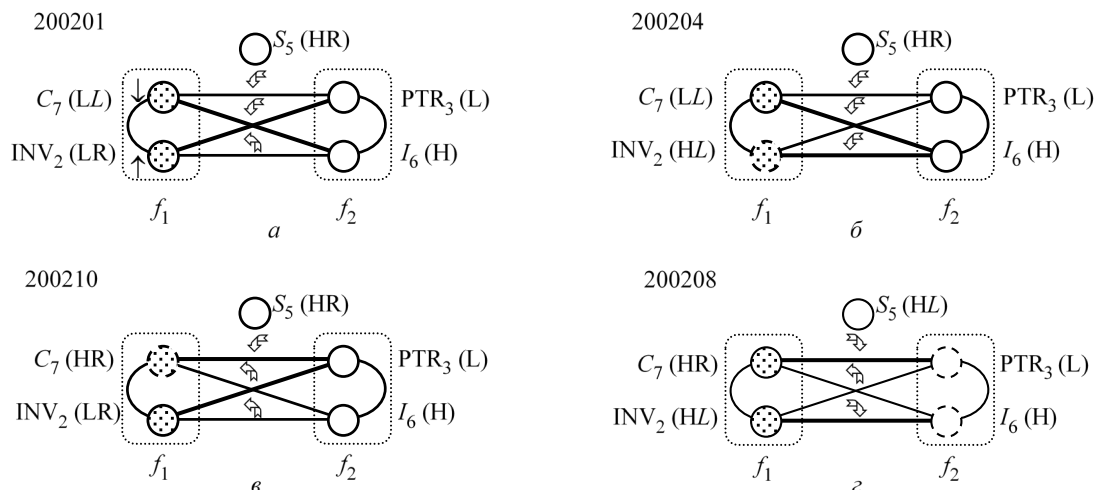 200201
S5 (HR)
C7 (LL)
PTR3 (L)
INV2 (LR)
I6 (H)
f1
f2
а
200204
S5 (HR)
C7 (LL)
PTR3 (L)
INV2 (HL)
I6 (H)
f1
f2
б
200210
S5 (HR)
C7 (HR)
PTR3 (L)
INV2 (LR)
I6 (H)
f1
f2
в
200208
S5 (HL)
C7 (HR)
PTR3 (L)
INV2 (HL)
I6 (H)
f1
f2
г